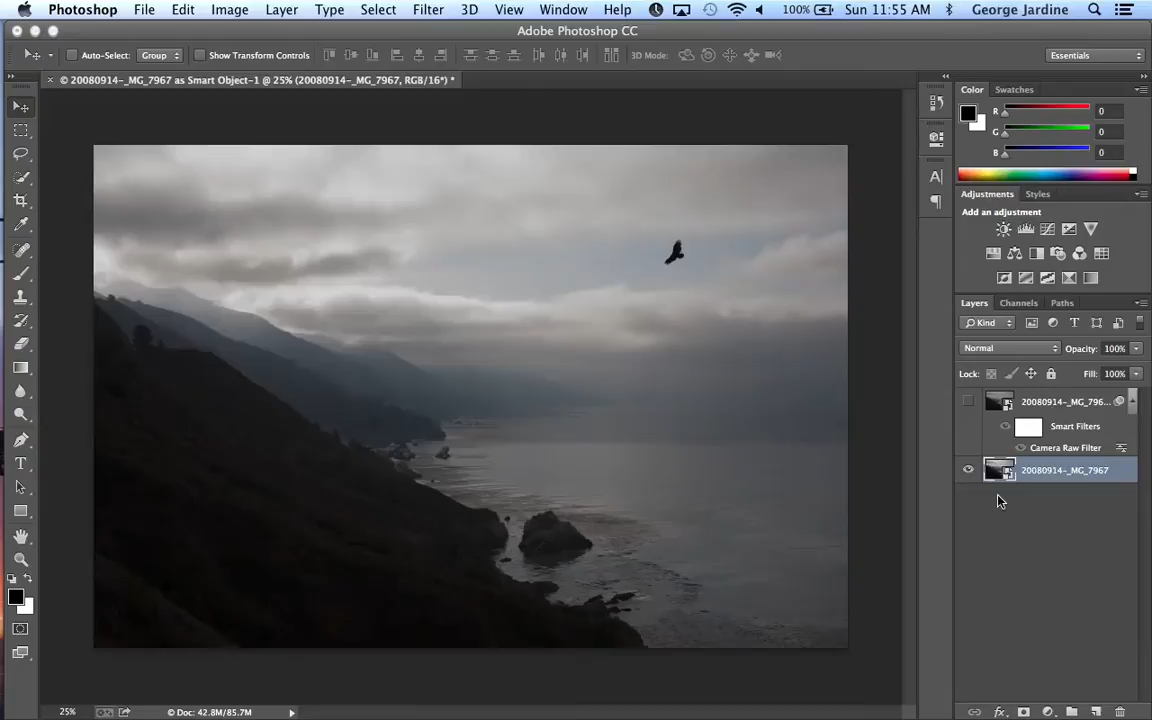 Photoshop File Edit Image Layer Type Select Filter 3D View Window Help 100% Sun 11:55 AM George Jardine
Adobe Photoshop CC
Auto-Select: Group Show Transform Controls 3D Mode: Essentials
× © 20080914-_MG_7967 as Smart Object-1 @ 25% (20080914-_MG_7967, RGB/16*) *
Color Swatches
R 0
G 0
B 0
Adjustments Styles
Add an adjustment
Layers Channels Paths
Kind
Normal Opacity: 100%
Lock: Fill: 100%
20080914-_MG_796...
Smart Filters
Camera Raw Filter
20080914-_MG_7967
25% © Doc: 42.8M/85.7M